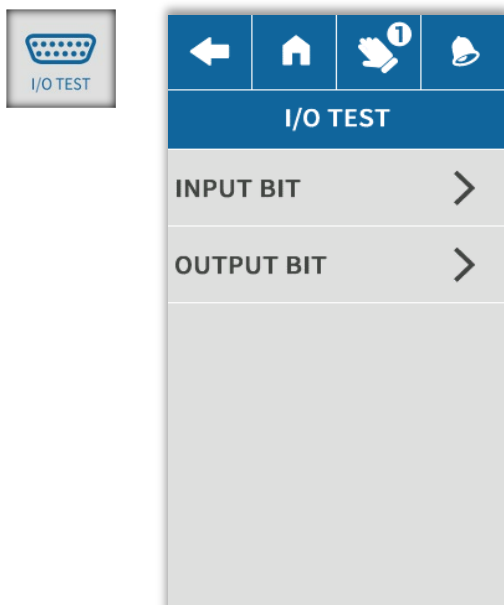 I/O TEST
1
I/O TEST
INPUT BIT
OUTPUT BIT